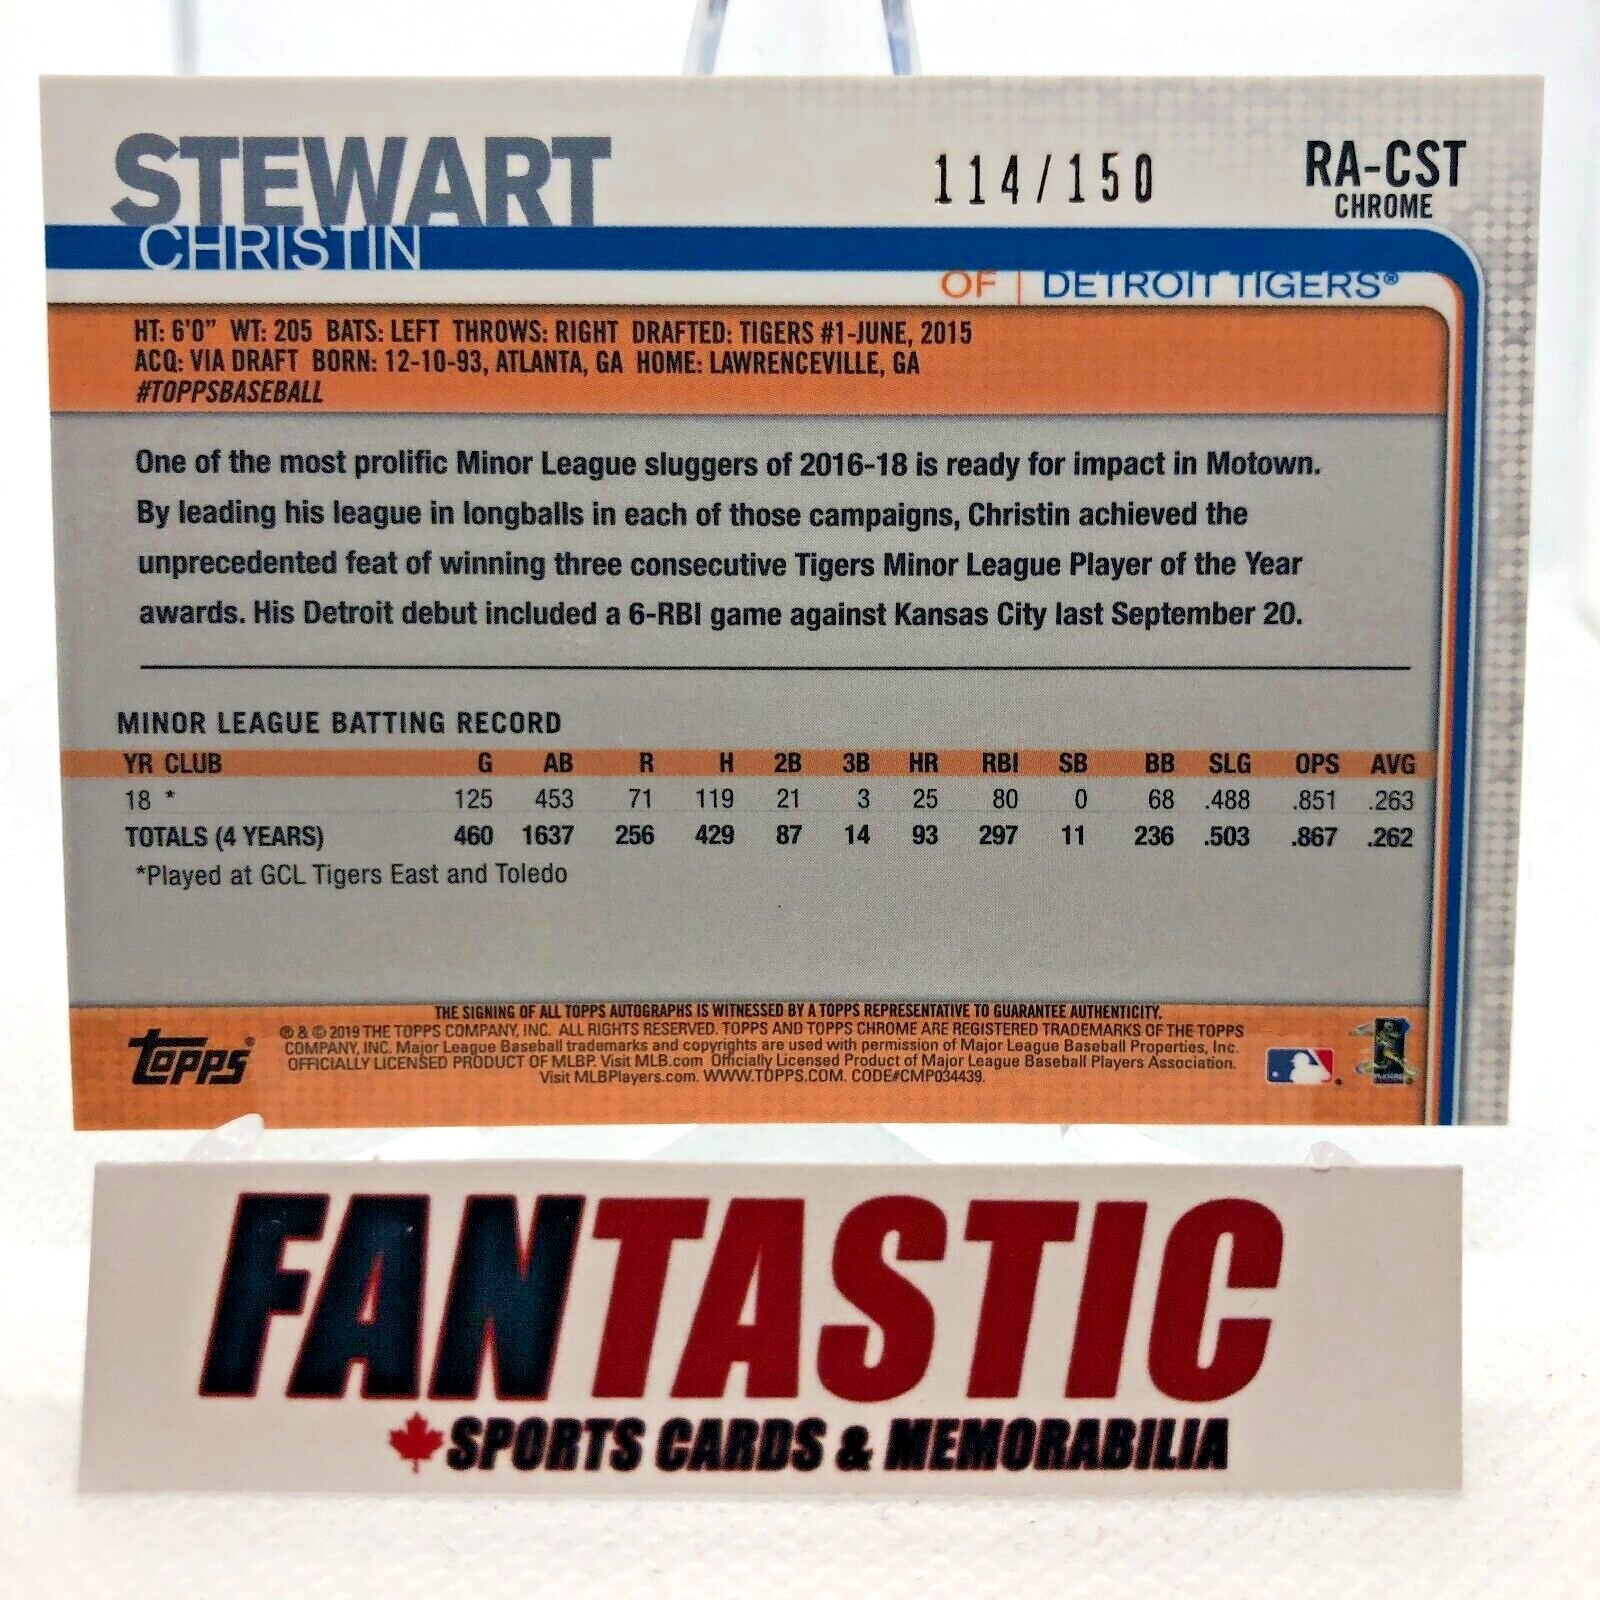 STEWART
114/150
RA-CST
CHROME
CHRISTIN
OF | DETROIT TIGERS®
HT: 6'0" WT: 205 BATS: LEFT THROWS: RIGHT DRAFTED: TIGERS #1-JUNE, 2015
ACQ: VIA DRAFT BORN: 12-10-93, ATLANTA, GA HOME: LAWRENCEVILLE, GA
#TOPPSBASEBALL
One of the most prolific Minor League sluggers of 2016-18 is ready for impact in Motown.
By leading his league in longballs in each of those campaigns, Christin achieved the
unprecedented feat of winning three consecutive Tigers Minor League Player of the Year
awards. His Detroit debut included a 6-RBI game against Kansas City last September 20.
MINOR LEAGUE BATTING RECORD
YR CLUB G AB R H 2B 3B HR RBI SB BB SLG OPS AVG
18 * 125 453 71 119 21 3 25 80 0 68 .488 .851 .263
TOTALS (4 YEARS) 460 1637 256 429 87 14 93 297 11 236 .503 .867 .262
*Played at GCL Tigers East and Toledo
THE SIGNING OF ALL TOPPS AUTOGRAPHS IS WITNESSED BY A TOPPS REPRESENTATIVE TO GUARANTEE AUTHENTICITY.
® & © 2019 THE TOPPS COMPANY, INC. ALL RIGHTS RESERVED. TOPPS AND TOPPS CHROME ARE REGISTERED TRADEMARKS OF THE TOPPS
COMPANY, INC. Major League Baseball trademarks and copyrights are used with permission of Major League Baseball Properties, Inc.
OFFICIALLY LICENSED PRODUCT OF MLBP. Visit MLB.com Officially Licensed Product of Major League Baseball Players Association.
Visit MLBPlayers.com. WWW.TOPPS.COM. CODE#CMP034439.
Topps®
FANTASTIC
SPORTS CARDS & MEMORABILIA